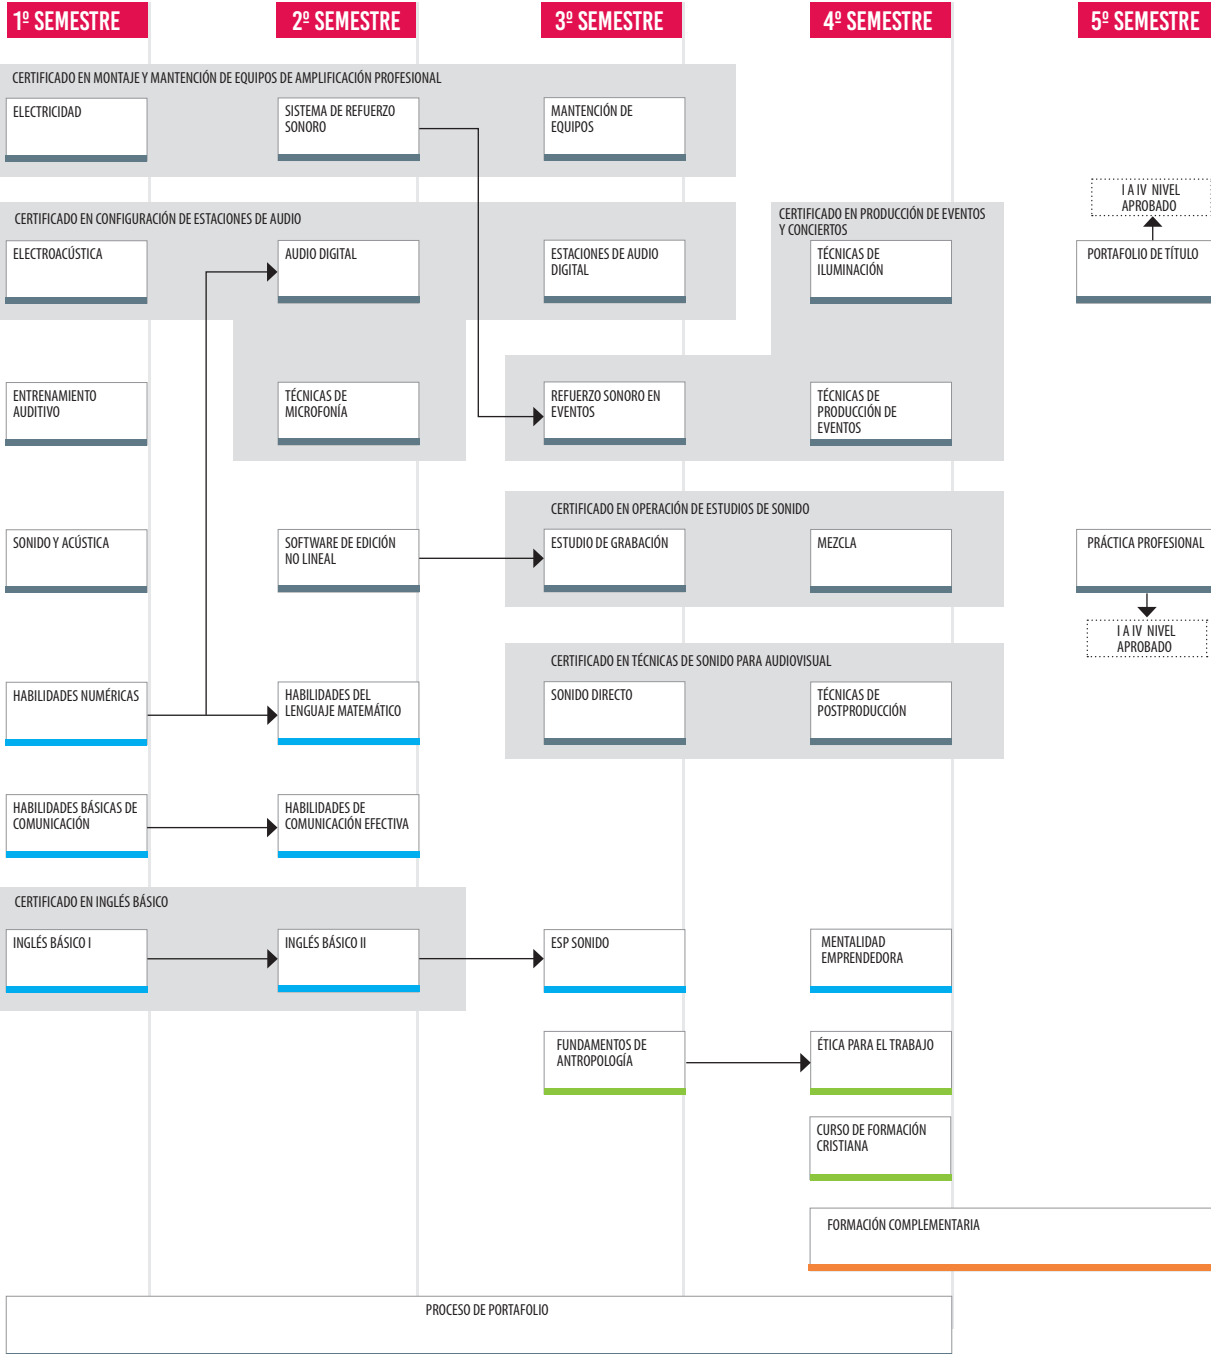 1º SEMESTRE
2º SEMESTRE
3º SEMESTRE
4º SEMESTRE
5º SEMESTRE
CERTIFICADO EN MONTAJE Y MANTENCIÓN DE EQUIPOS DE AMPLIFICACIÓN PROFESIONAL
ELECTRICIDAD
SISTEMA DE REFUERZO
SONORO
MANTENCIÓN DE
EQUIPOS
I A IV NIVEL
APROBADO
CERTIFICADO EN CONFIGURACIÓN DE ESTACIONES DE AUDIO
CERTIFICADO EN PRODUCCIÓN DE EVENTOS
Y CONCIERTOS
ELECTROACÚSTICA
AUDIO DIGITAL
ESTACIONES DE AUDIO
DIGITAL
TÉCNICAS DE
ILUMINACIÓN
PORTAFOLIO DE TÍTULO
ENTRENAMIENTO
AUDITIVO
TÉCNICAS DE
MICROFONÍA
REFUERZO SONORO EN
EVENTOS
TÉCNICAS DE
PRODUCCIÓN DE
EVENTOS
CERTIFICADO EN OPERACIÓN DE ESTUDIOS DE SONIDO
SONIDO Y ACÚSTICA
SOFTWARE DE EDICIÓN
NO LINEAL
ESTUDIO DE GRABACIÓN
MEZCLA
PRÁCTICA PROFESIONAL
I A IV NIVEL
APROBADO
CERTIFICADO EN TÉCNICAS DE SONIDO PARA AUDIOVISUAL
HABILIDADES NUMÉRICAS
HABILIDADES DEL
LENGUAJE MATEMÁTICO
SONIDO DIRECTO
TÉCNICAS DE
POSTPRODUCCIÓN
HABILIDADES BÁSICAS DE
COMUNICACIÓN
HABILIDADES DE
COMUNICACIÓN EFECTIVA
CERTIFICADO EN INGLÉS BÁSICO
INGLÉS BÁSICO I
INGLÉS BÁSICO II
ESP SONIDO
MENTALIDAD
EMPRENDEDORA
FUNDAMENTOS DE
ANTROPOLOGÍA
ÉTICA PARA EL TRABAJO
CURSO DE FORMACIÓN
CRISTIANA
FORMACIÓN COMPLEMENTARIA
PROCESO DE PORTAFOLIO